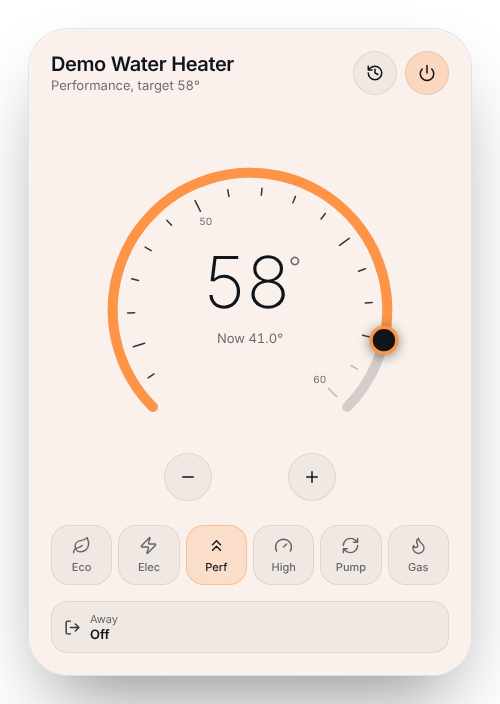 Demo Water Heater
Performance, target 58°
50
58°
Now 41.0°
60
Eco
Elec
Perf
High
Pump
Gas
Away
Off